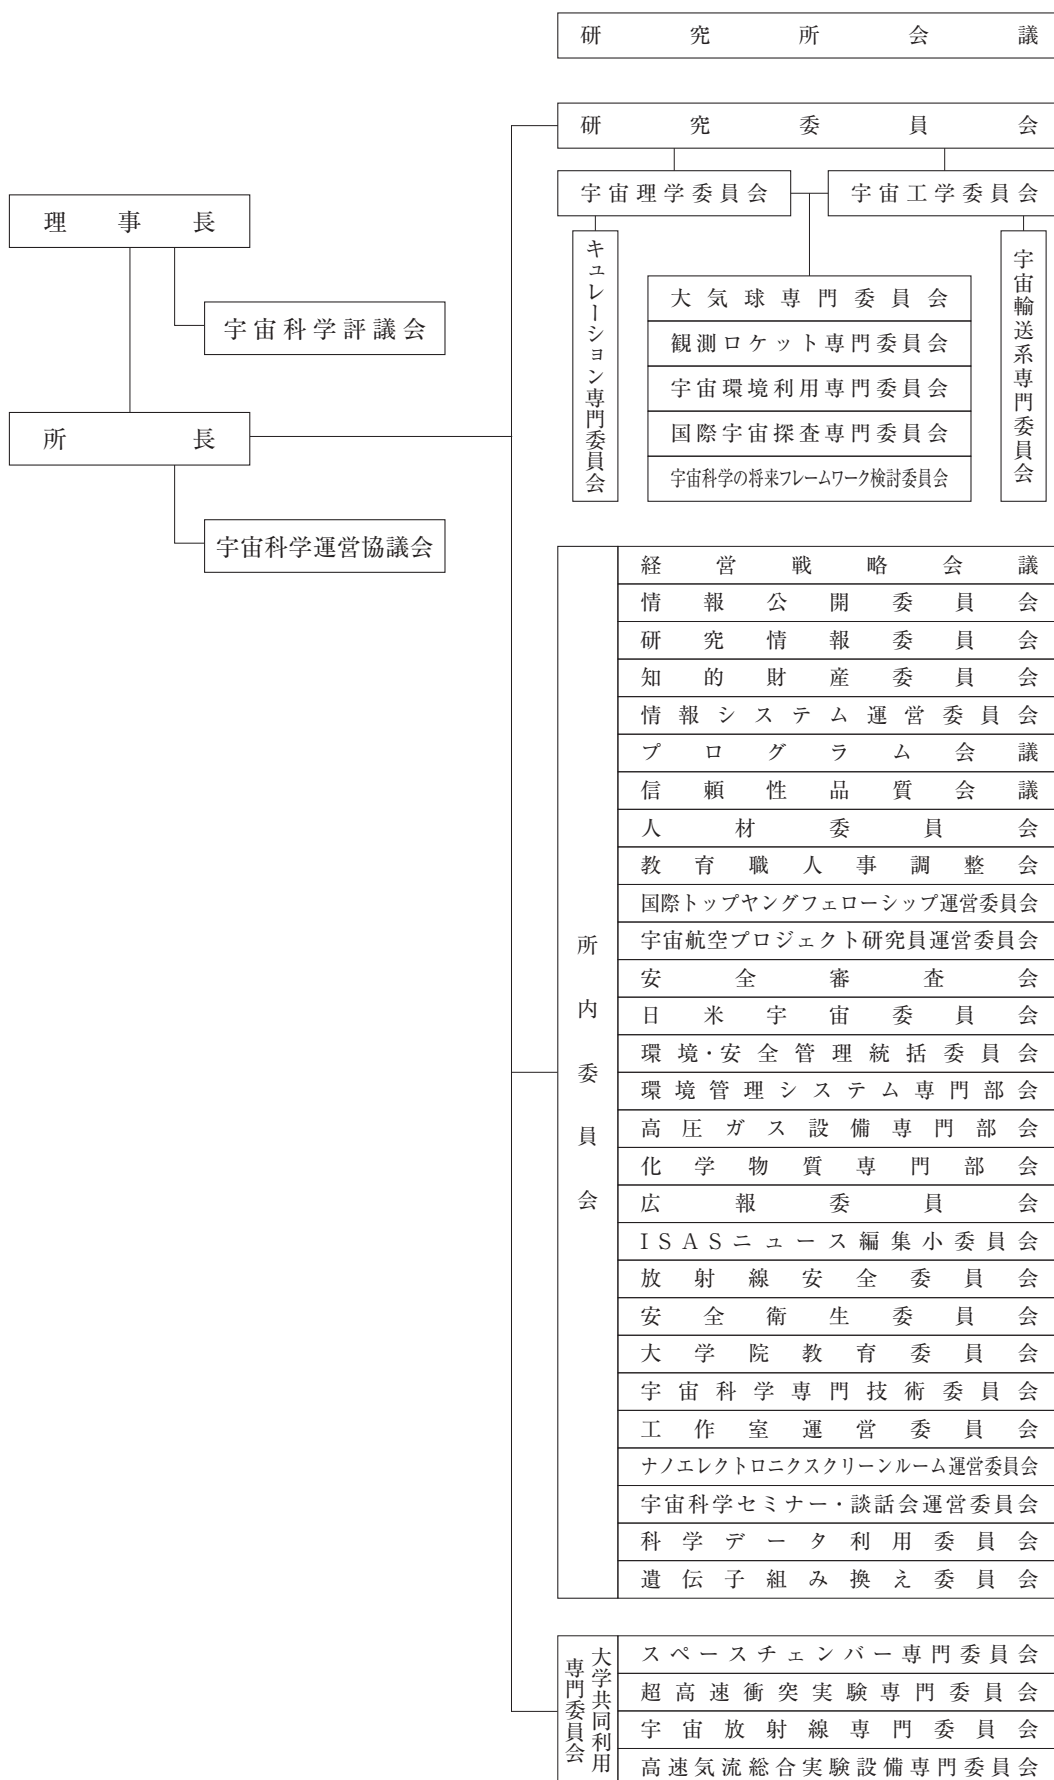 研究所会議
研究委員会
宇宙理学委員会
宇宙工学委員会
理事長
キュレーション専門委員会
宇宙輸送系専門委員会
大気球専門委員会
観測ロケット専門委員会
宇宙環境利用専門委員会
国際宇宙探査専門委員会
宇宙科学の将来フレームワーク検討委員会
宇宙科学評議会
所長
宇宙科学運営協議会
所内委員会
経営戦略会議
情報公開委員会
研究情報委員会
知的財産委員会
情報システム運営委員会
プログラム会議
信頼性品質会議
人材委員会
教育職人事調整会
国際トップヤングフェローシップ運営委員会
宇宙航空プロジェクト研究員運営委員会
安全審査会
日米宇宙委員会
環境・安全管理統括委員会
環境管理システム専門部会
高圧ガス設備専門部会
化学物質専門部会
広報委員会
ISASニュース編集小委員会
放射線安全委員会
安全衛生委員会
大学院教育委員会
宇宙科学専門技術委員会
工作室運営委員会
ナノエレクトロニクスクリーンルーム運営委員会
宇宙科学セミナー・談話会運営委員会
科学データ利用委員会
遺伝子組み換え委員会
大学共同利用
専門委員会
スペースチェンバー専門委員会
超高速衝突実験専門委員会
宇宙放射線専門委員会
高速気流総合実験設備専門委員会